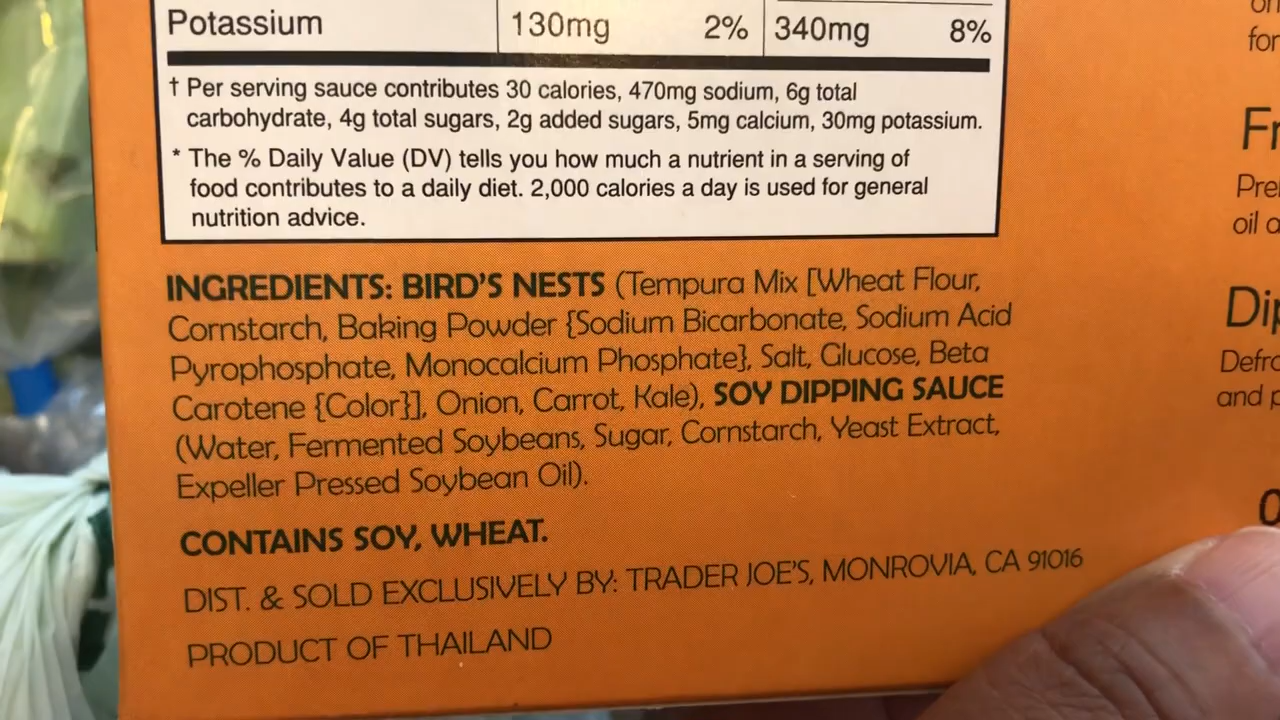 Potassium 130mg 2% 340mg 8%
† Per serving sauce contributes 30 calories, 470mg sodium, 6g total
carbohydrate, 4g total sugars, 2g added sugars, 5mg calcium, 30mg potassium.
* The % Daily Value (DV) tells you how much a nutrient in a serving of
food contributes to a daily diet. 2,000 calories a day is used for general
nutrition advice.
INGREDIENTS: BIRD'S NESTS (Tempura Mix [Wheat Flour,
Cornstarch, Baking Powder {Sodium Bicarbonate, Sodium Acid
Pyrophosphate, Monocalcium Phosphate}, Salt, Glucose, Beta
Carotene {Color}], Onion, Carrot, Kale), SOY DIPPING SAUCE
(Water, Fermented Soybeans, Sugar, Cornstarch, Yeast Extract,
Expeller Pressed Soybean Oil).
CONTAINS SOY, WHEAT.
DIST. & SOLD EXCLUSIVELY BY: TRADER JOE'S, MONROVIA, CA 91016
PRODUCT OF THAILAND
for
oil
and